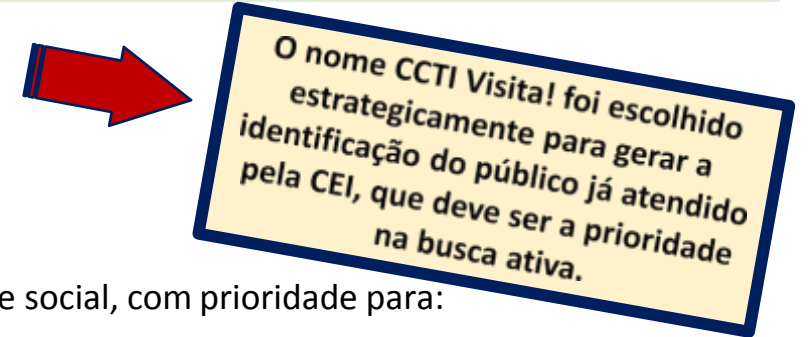 O nome CCTI Visita! foi escolhido
estrategicamente para gerar a
identificação do público já atendido
pela CEI, que deve ser a prioridade
na busca ativa.
e social, com prioridade para: